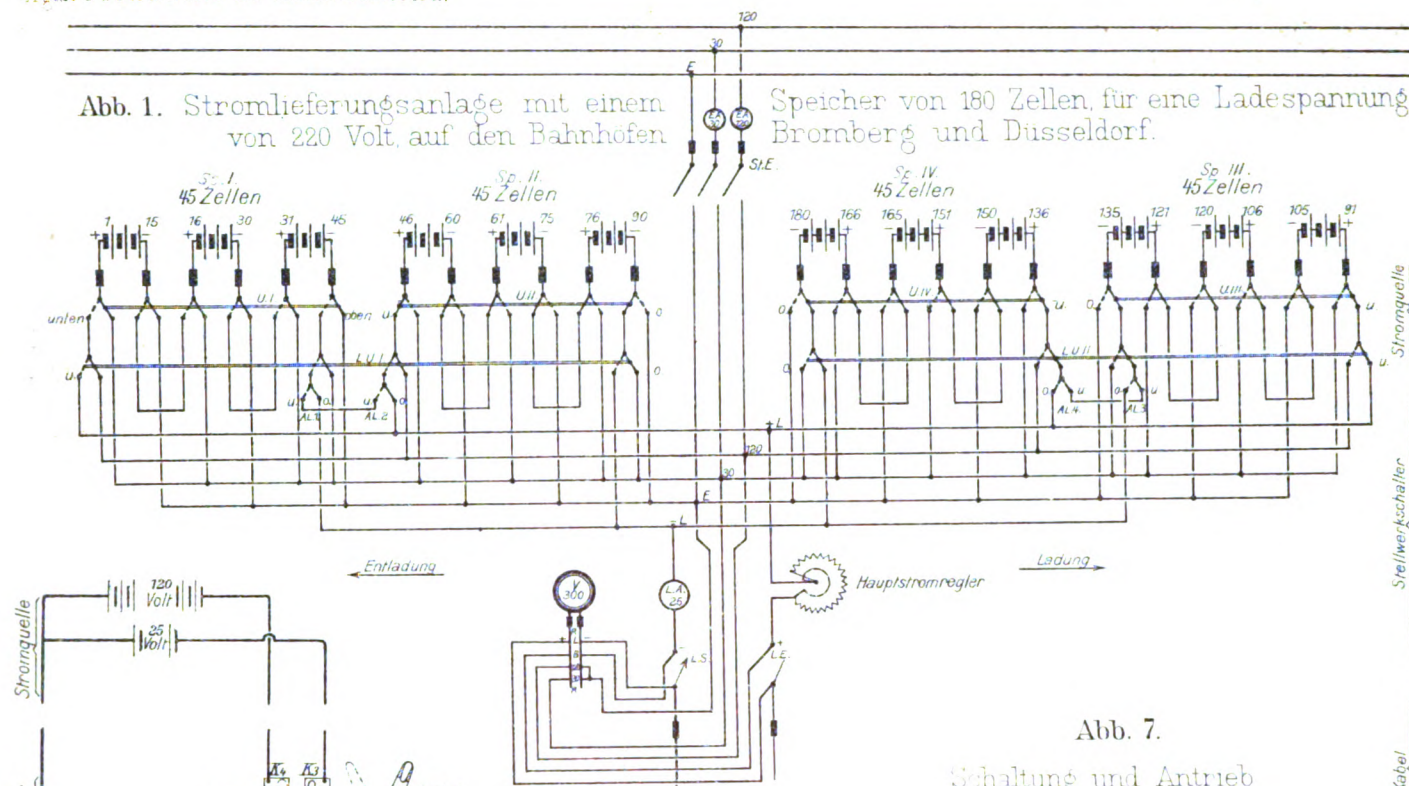 120
30
E
Abb. 1. Stromlieferungsanlage mit einem Speicher von 180 Zellen, für eine Ladespannung
von 220 Volt, auf den Bahnhöfen Bromberg und Düsseldorf.
E.A. 30 E.A. 120
St.E.
Sp. I. Sp. II. Sp. IV. Sp. III.
45 Zellen 45 Zellen 45 Zellen 45 Zellen
1 15 16 30 31 45 46 60 61 75 76 90 180 166 165 151 150 136 135 121 120 106 105 91
+ - + - + - + - + - + - - + - + - + - + - + - +
U.I U.II U.IV U.III.
unten oben u. o o u. o u.
L.U.I. L.U.II
u. o o. u.
u. o. u. o o u o u
AL.1. AL.2 AL.4. AL.3
+L
120
30
E
-L
Entladung
Ladung
Stromquelle
120 Volt
25 Volt
V 300
L.A. 25
Hauptstromregler
+ L -
B
- L.S.
+ L.E.
K4 K3
Abb. 7.
Schaltung und Antrieb
Stromquelle
Stellwerkschalter
Kabel